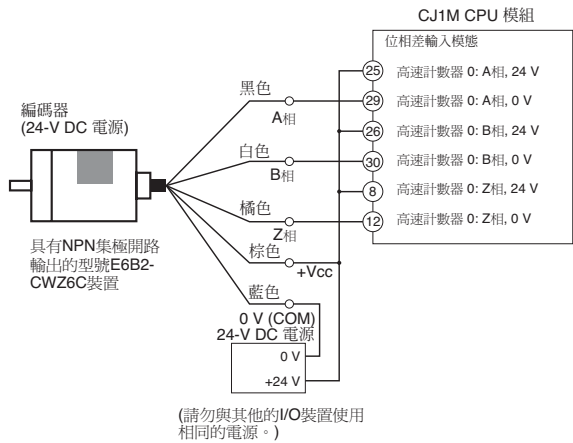 CJ1M CPU 模組
位相差輸入模態
25 高速計數器 0: A相, 24 V
29 高速計數器 0: A相, 0 V
26 高速計數器 0: B相, 24 V
30 高速計數器 0: B相, 0 V
8 高速計數器 0: Z相, 24 V
12 高速計數器 0: Z相, 0 V
編碼器
(24-V DC 電源)
黑色
A相
白色
B相
橘色
Z相
棕色
+Vcc
藍色
0 V (COM)
具有NPN集極開路
輸出的型號E6B2-
CWZ6C裝置
24-V DC 電源
0 V
+24 V
(請勿與其他的I/O裝置使用
相同的電源。)